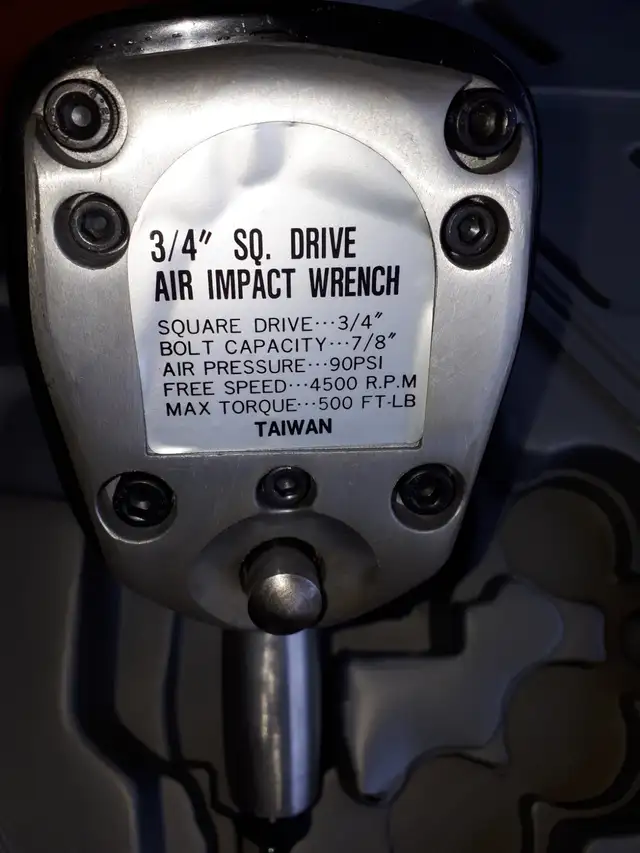 3/4" SQ. DRIVE
AIR IMPACT WRENCH
SQUARE DRIVE···3/4"
BOLT CAPACITY···7/8"
AIR PRESSURE···90PSI
FREE SPEED···4500 R.P.M
MAX TORQUE···500 FT-LB
TAIWAN